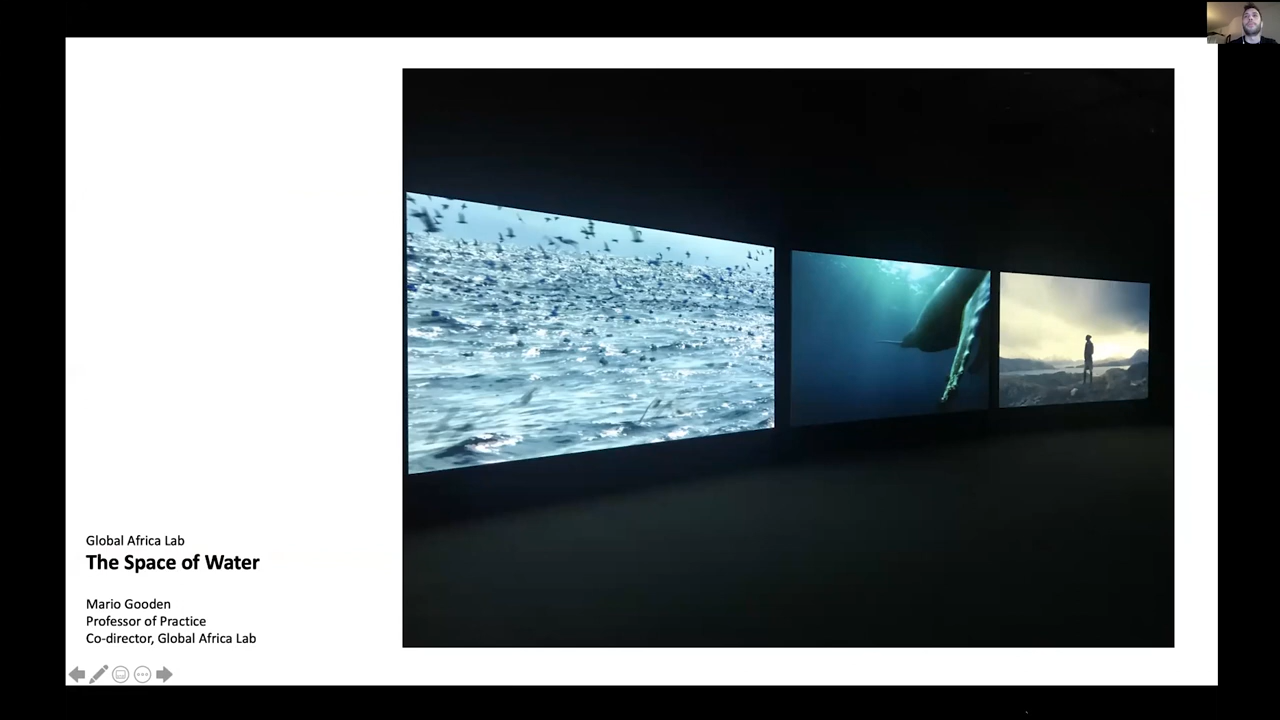 Global Africa Lab
The Space of Water
Mario Gooden
Professor of Practice
Co-director, Global Africa Lab